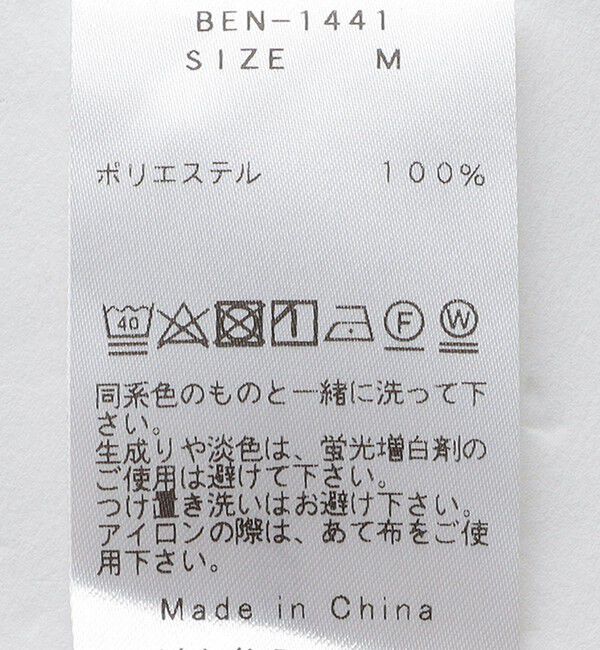 BEN-1441
SIZE M
ポリエステル 100%
40 F W
同系色のものと一緒に洗って下
さい。
生成りや淡色は、蛍光増白剤の
ご使用は避けて下さい。
つけ置き洗いはお避け下さい。
アイロンの際は、あて布をご使
用下さい。
Made in China